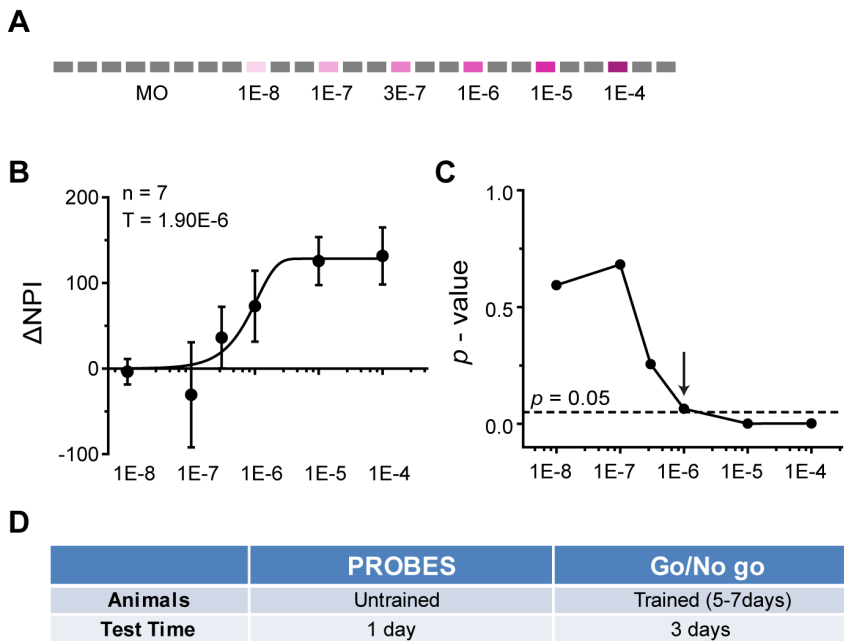 A
MO 1E-8 1E-7 3E-7 1E-6 1E-5 1E-4
B
n = 7
T = 1.90E-6
200
100
0
-100
ΔNPI
1E-8 1E-7 1E-6 1E-5 1E-4
C
1.0
0.5
0.0
p - value
p = 0.05
1E-8 1E-7 1E-6 1E-5 1E-4
D
PROBES Go/No go
Animals Untrained Trained (5-7days)
Test Time 1 day 3 days